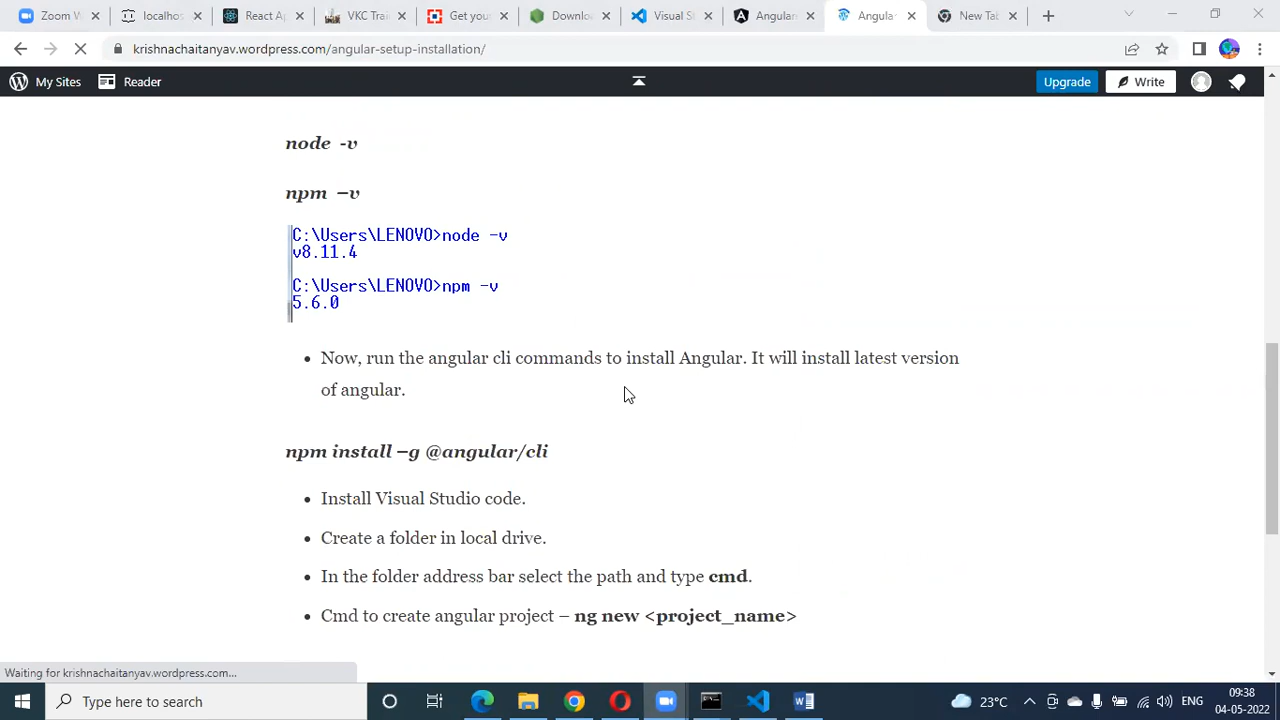 Zoom W
localhos
React Ap
VKC Trai
Get your
Downloa
Visual St
Angular
Angular
New Tab
krishnachaitanyav.wordpress.com/angular-setup-installation/
My Sites
Reader
Upgrade
Write
node -v
npm –v
C:\Users\LENOVO>node -v
v8.11.4
C:\Users\LENOVO>npm -v
5.6.0
• Now, run the angular cli commands to install Angular. It will install latest version
of angular.
npm install –g @angular/cli
• Install Visual Studio code.
• Create a folder in local drive.
• In the folder address bar select the path and type cmd.
• Cmd to create angular project – ng new <project_name>
Waiting for krishnachaitanyav.wordpress.com...
Type here to search
23°C
ENG
09:38
04-05-2022